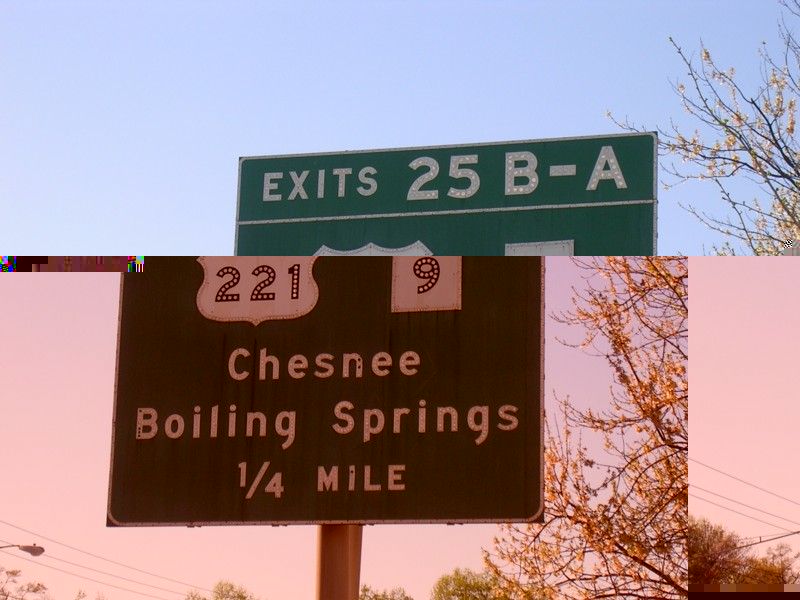 EXITS 25 B-A
221 9
Chesnee
Boiling Springs
1/4 MILE